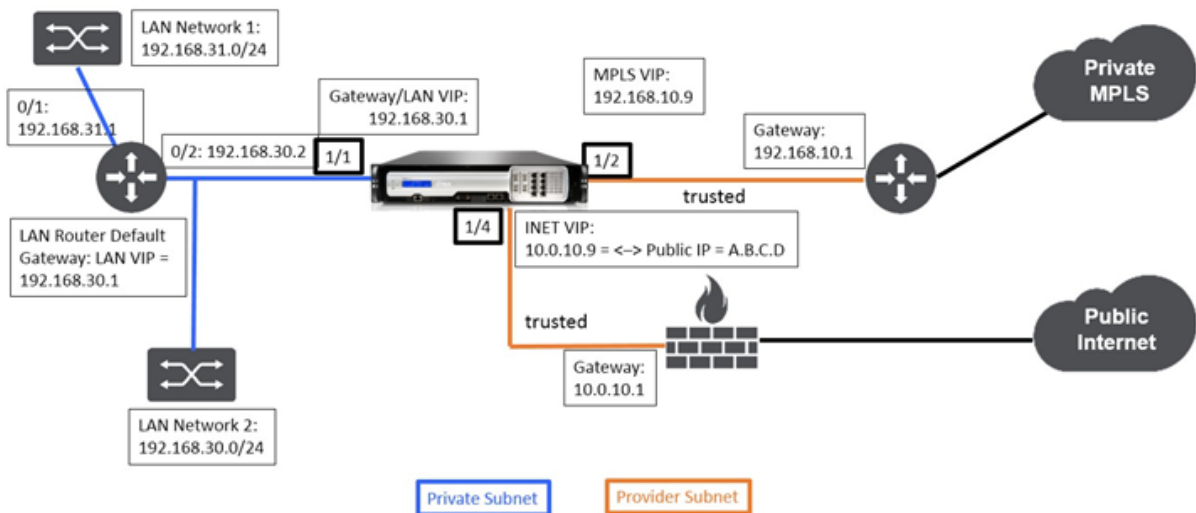 LAN Network 1:
192.168.31.0/24
0/1:
192.168.31.1
Gateway/LAN VIP:
192.168.30.1
MPLS VIP:
192.168.10.9
Private
MPLS
0/2: 192.168.30.2
1/1
1/2
Gateway:
192.168.10.1
trusted
LAN Router Default
Gateway: LAN VIP =
192.168.30.1
1/4
INET VIP:
10.0.10.9 = <–> Public IP = A.B.C.D
trusted
Public
Internet
Gateway:
10.0.10.1
LAN Network 2:
192.168.30.0/24
Private Subnet
Provider Subnet